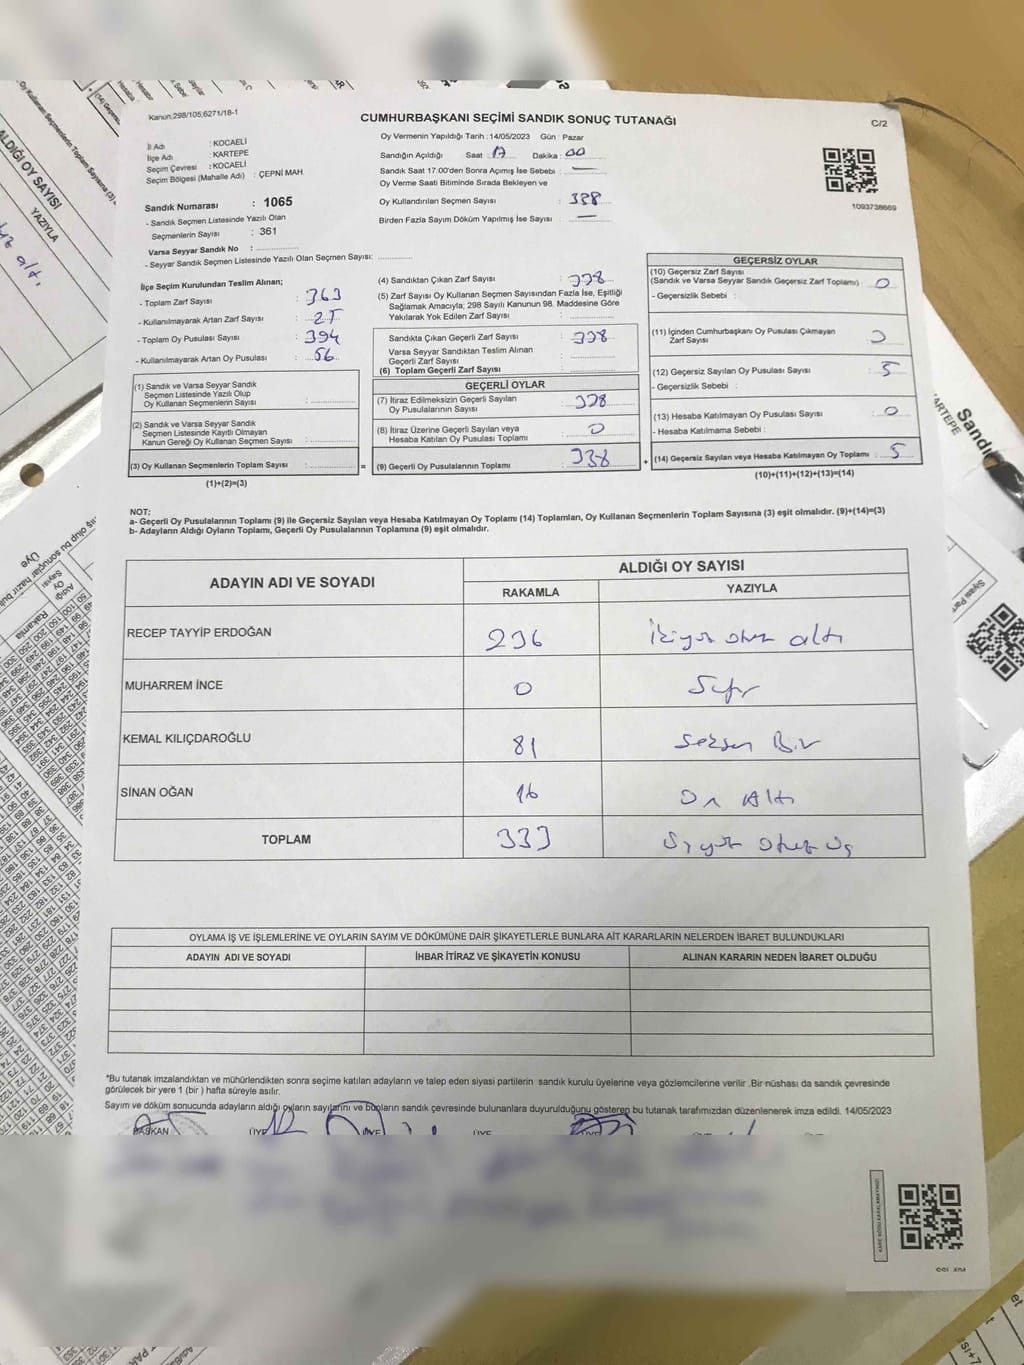 Kanun:298/105;6271/18-1
CUMHURBAŞKANI SEÇİMİ SANDIK SONUÇ TUTANAĞI
C/2
İl Adı : KOCAELİ
İlçe Adı : KARTEPE
Seçim Çevresi : KOCAELİ
Seçim Bölgesi (Mahalle Adı) : ÇEPNİ MAH.
Sandık Numarası : 1065
- Sandık Seçmen Listesinde Yazılı Olan
Seçmenlerin Sayısı : 361
Varsa Seyyar Sandık No :
- Seyyar Sandık Seçmen Listesinde Yazılı Olan Seçmen Sayısı:
Oy Vermenin Yapıldığı Tarih :14/05/2023 Gün : Pazar
Sandığın Açıldığı Saat : 17 Dakika : 00
Sandık Saat 17.00'den Sonra Açımış İse Sebebi : —
Oy Verme Saati Bitiminde Sırada Bekleyen ve
Oy Kullandırılan Seçmen Sayısı : 338
Birden Fazla Sayım Döküm Yapılmış İse Sayısı : —
1093738669
İlçe Seçim Kurulundan Teslim Alınan;
- Toplam Zarf Sayısı : 363
- Kullanılmayarak Artan Zarf Sayısı : 25
- Toplam Oy Pusulası Sayısı : 394
- Kullanılmayarak Artan Oy Pusulası : 56
(1) Sandık ve Varsa Seyyar Sandık
Seçmen Listesinde Yazılı Olup
Oy Kullanan Seçmenlerin Sayısı :
(2) Sandık ve Varsa Seyyar Sandık
Seçmen Listesinde Kayıtlı Olmayan
Kanun Gereği Oy Kullanan Seçmen Sayısı :
(3) Oy Kullanan Seçmenlerin Toplam Sayısı :
(1)+(2)=(3)
(4) Sandıktan Çıkan Zarf Sayısı : 338
(5) Zarf Sayısı Oy Kullanan Seçmen Sayısından Fazla İse, Eşitliği
Sağlamak Amacıyla; 298 Sayılı Kanunun 98. Maddesine Göre
Yakılarak Yok Edilen Zarf Sayısı :
Sandıkta Çıkan Geçerli Zarf Sayısı : 338
Varsa Seyyar Sandıktan Teslim Alınan
Geçerli Zarf Sayısı :
(6) Toplam Geçerli Zarf Sayısı :
GEÇERLİ OYLAR
(7) İtiraz Edilmeksizin Geçerli Sayılan
Oy Pusulalarının Sayısı : 328
(8) İtiraz Üzerine Geçerli Sayılan veya
Hesaba Katılan Oy Pusulası Toplamı : 0
(9) Geçerli Oy Pusulalarının Toplamı : 338
GEÇERSİZ OYLAR
(10) Geçersiz Zarf Sayısı
(Sandık ve Varsa Seyyar Sandık Geçersiz Zarf Toplamı) : 0
- Geçersizlik Sebebi :
(11) İçinden Cumhurbaşkanı Oy Pusulası Çıkmayan
Zarf Sayısı : 0
(12) Geçersiz Sayılan Oy Pusulası Sayısı : 5
- Geçersizlik Sebebi :
(13) Hesaba Katılmayan Oy Pusulası Sayısı : 0
- Hesaba Katılmama Sebebi :
(14) Geçersiz Sayılan veya Hesaba Katılmayan Oy Toplamı : 5
(10)+(11)+(12)+(13)=(14)
NOT:
a- Geçerli Oy Pusulalarının Toplamı (9) ile Geçersiz Sayılan veya Hesaba Katılmayan Oy Toplamı (14) Toplamları, Oy Kullanan Seçmenlerin Toplam Sayısına (3) eşit olmalıdır. (9)+(14)=(3)
b- Adayların Aldığı Oyların Toplamı, Geçerli Oy Pusulalarının Toplamına (9) eşit olmalıdır.
ADAYIN ADI VE SOYADI
ALDIĞI OY SAYISI
RAKAMLA YAZIYLA
RECEP TAYYİP ERDOĞAN 236 İkiyüz otuz altı
MUHARREM İNCE 0 Sıfır
KEMAL KILIÇDAROĞLU 81 Seksen Bir
SİNAN OĞAN 16 On Altı
TOPLAM 333 Üçyüz otuz üç
OYLAMA İŞ VE İŞLEMLERİNE VE OYLARIN SAYIM VE DÖKÜMÜNE DAİR ŞİKAYETLERLE BUNLARA AİT KARARLARIN NELERDEN İBARET BULUNDUKLARI
ADAYIN ADI VE SOYADI İHBAR İTİRAZ VE ŞİKAYETİN KONUSU ALINAN KARARIN NEDEN İBARET OLDUĞU
*Bu tutanak imzalandıktan ve mühürlendikten sonra seçime katılan adayların ve talep eden siyasi partilerin sandık kurulu üyelerine veya gözlemcilerine verilir .Bir nüshası da sandık çevresinde
görülecek bir yere 1 (bir ) hafta süreyle asılır.
Sayım ve döküm sonucunda adayların aldığı oyların sayılarını ve bunların sandık çevresinde bulunanlara duyurulduğunu gösteren bu tutanak tarafımızdan düzenlenerek imza edildi. 14/05/2023
BAŞKAN ÜYE ÜYE ÜYE ÜYE